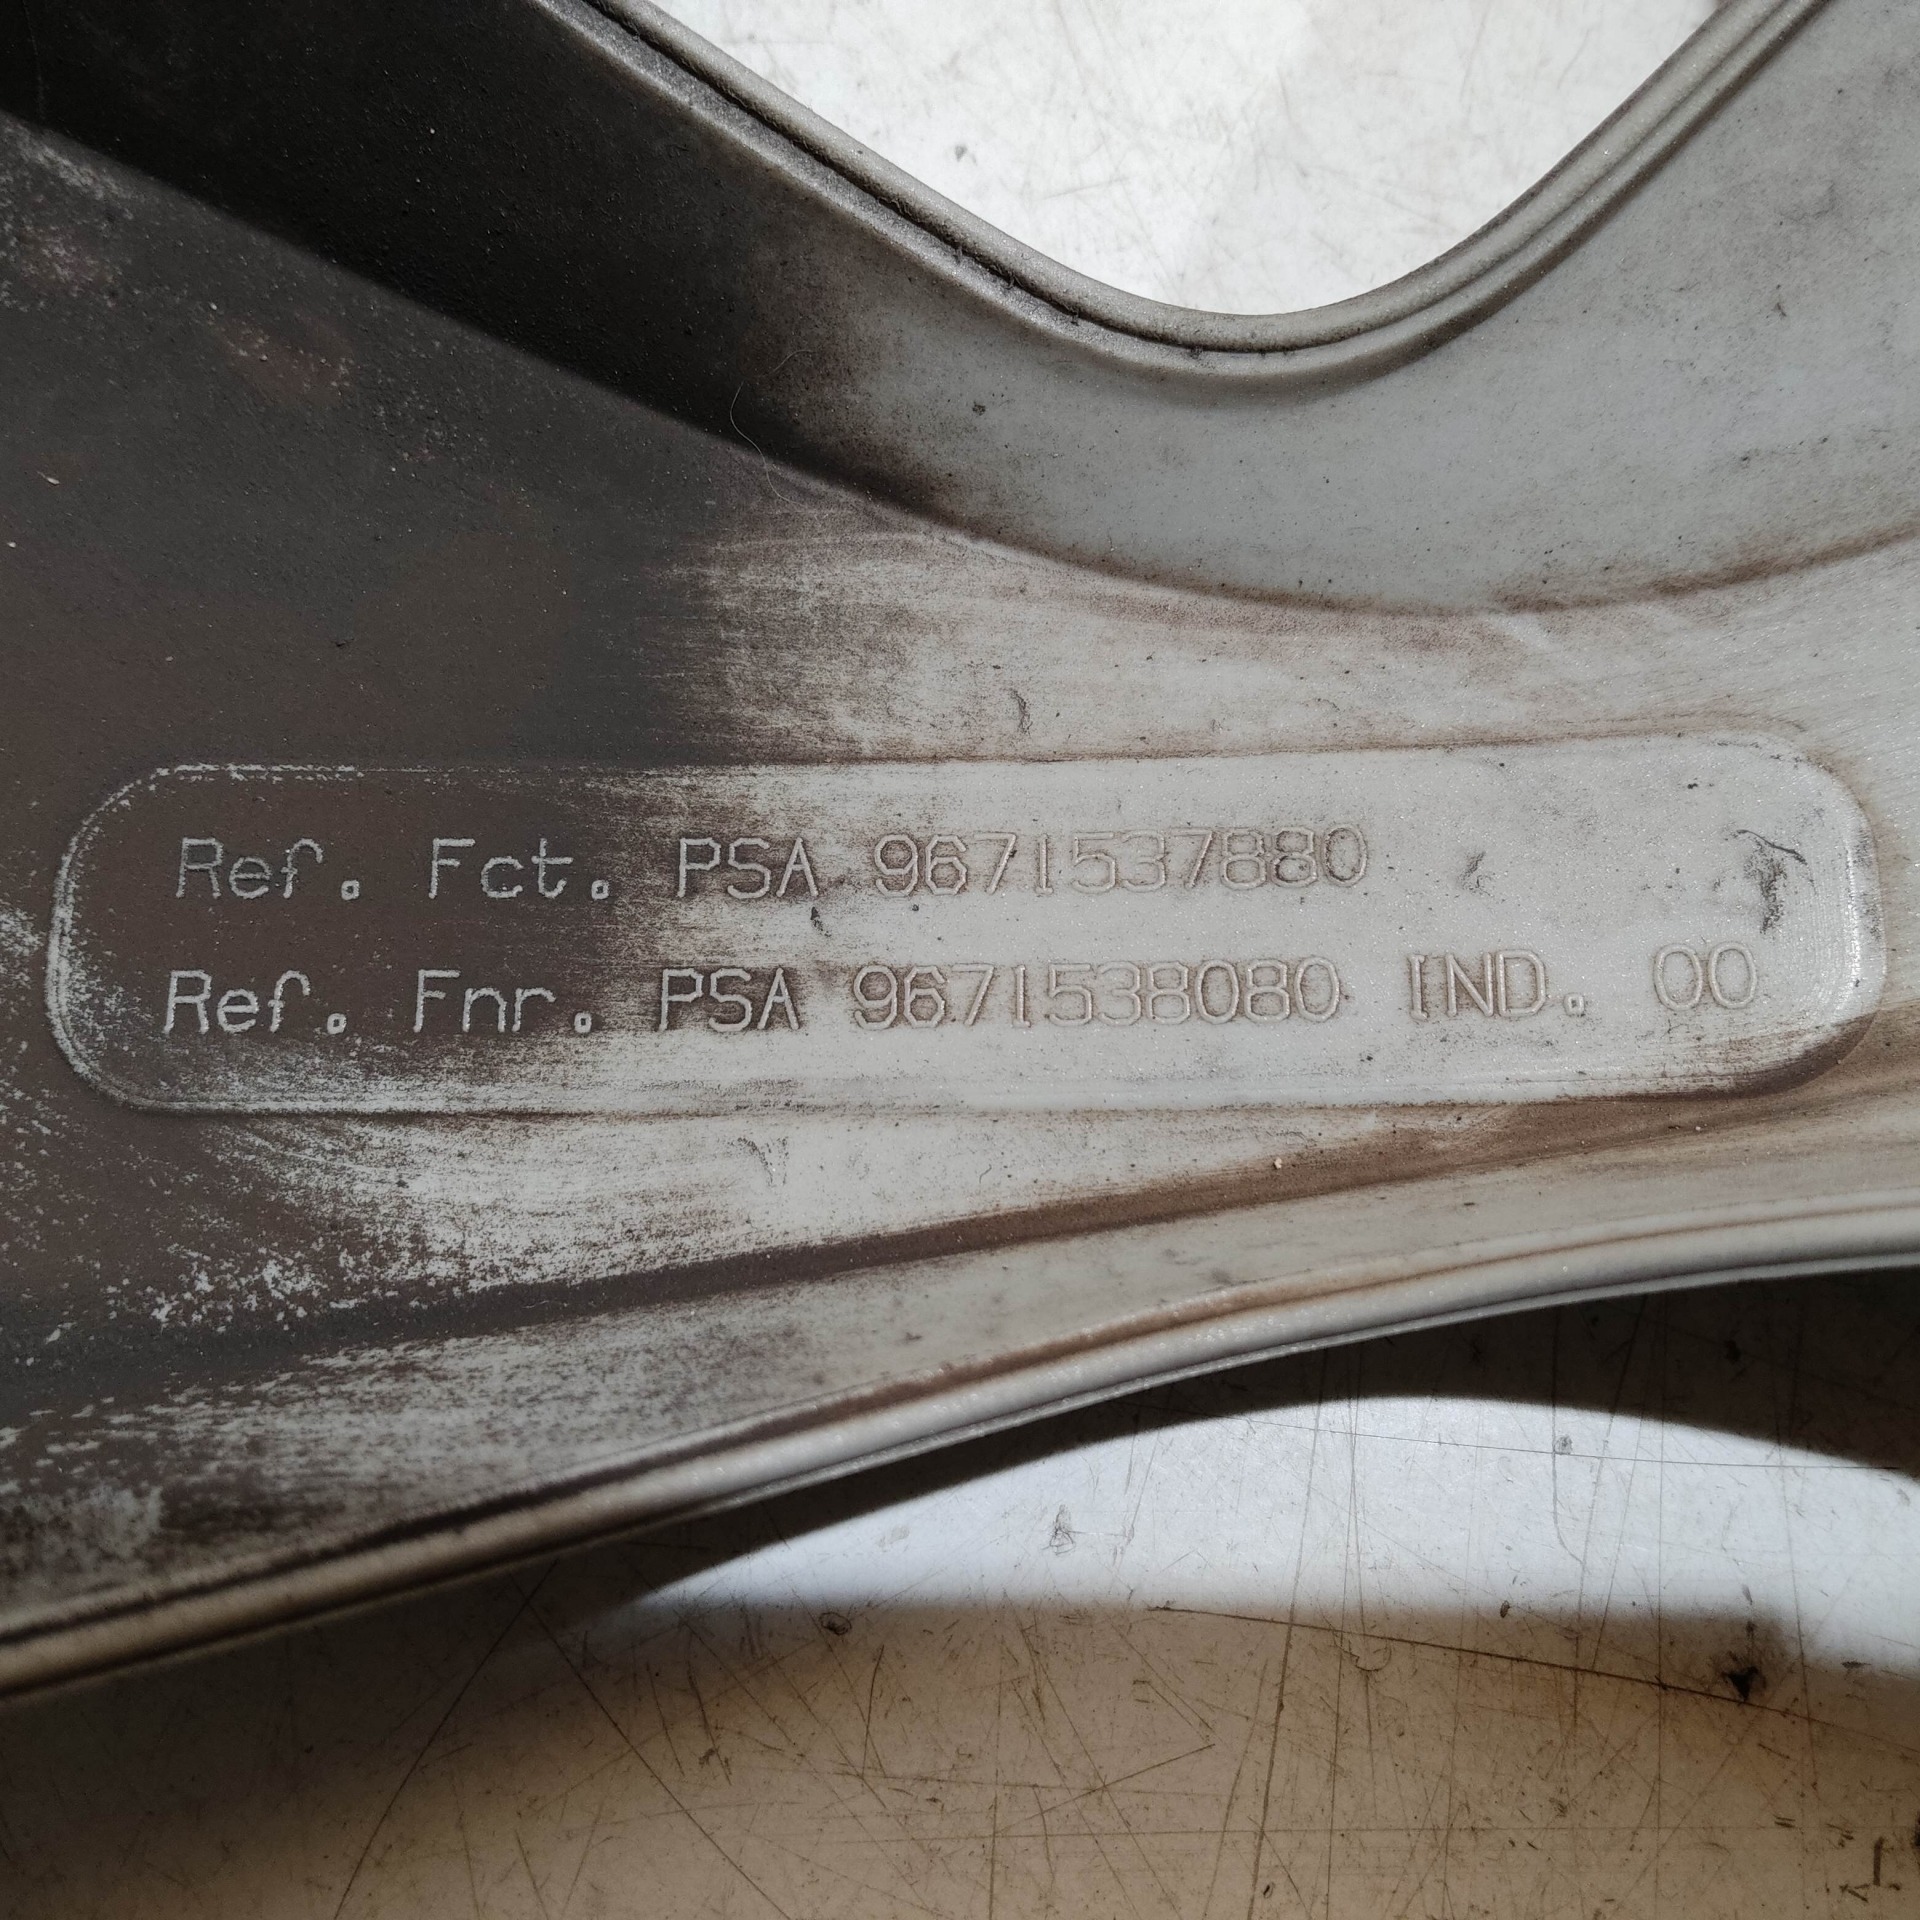 Ref. Fct. PSA 9671537880
Ref. Fnr. PSA 9671538080 IND. 00